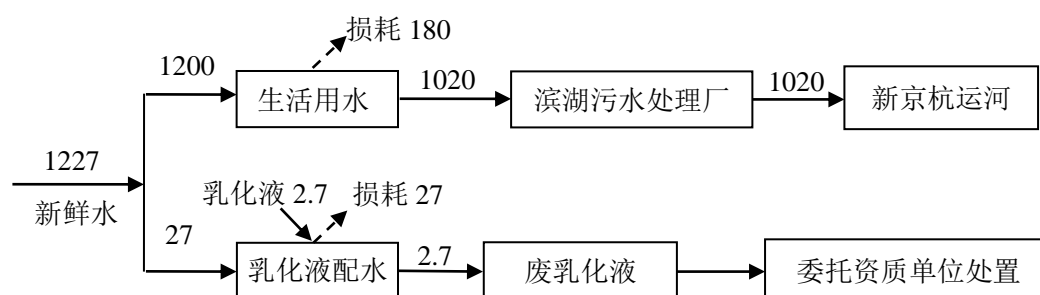 损耗 180
1200
生活用水
1020
滨湖污水处理厂
1020
新京杭运河
1227
新鲜水
乳化液 2.7
损耗 27
27
乳化液配水
2.7
废乳化液
委托资质单位处置